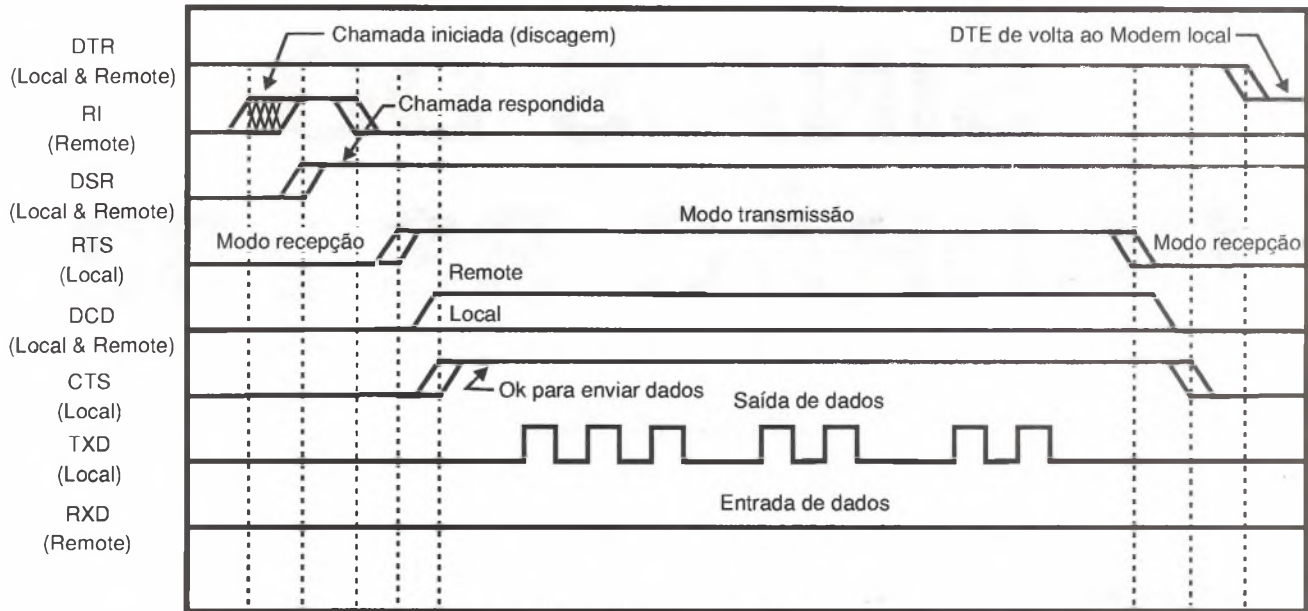 DTR
(Local & Remote)
Chamada iniciada (discagem)
DTE de volta ao Modem local
RI
(Remote)
Chamada respondida
DSR
(Local & Remote)
RTS
(Local)
Modo recepção
Modo transmissão
Modo recepção
DCD
(Local & Remote)
Remote
Local
CTS
(Local)
Ok para enviar dados
Saída de dados
TXD
(Local)
RXD
(Remote)
Entrada de dados